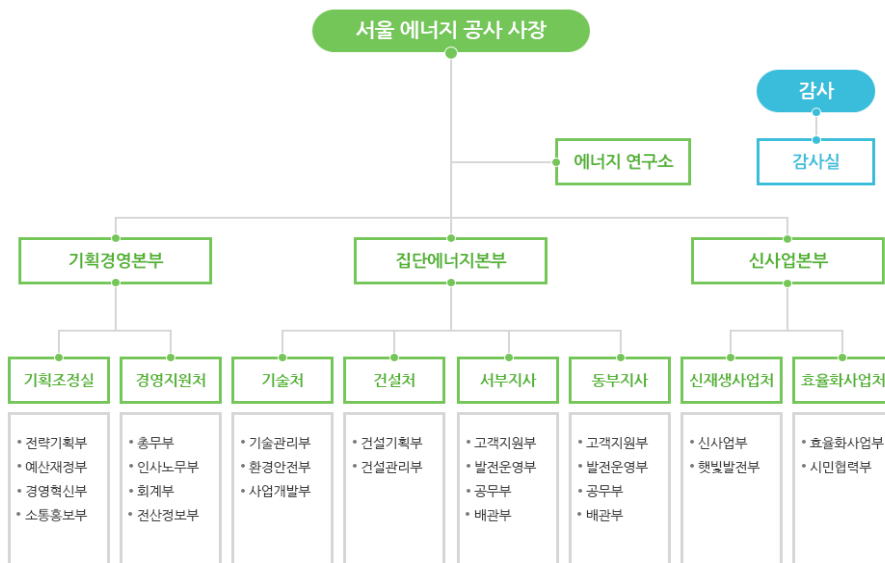 서울 에너지 공사 사장
감사
에너지 연구소
감사실
기획경영본부
집단에너지본부
신사업본부
기획조정실
경영지원처
기술처
건설처
서부지사
동부지사
신재생사업처
효율화사업처
• 전략기획부
• 예산재정부
• 경영혁신부
• 소통홍보부
• 총무부
• 인사노무부
• 회계부
• 전산정보부
• 기술관리부
• 환경안전부
• 사업개발부
• 건설기획부
• 건설관리부
• 고객지원부
• 발전운영부
• 공무부
• 배관부
• 고객지원부
• 발전운영부
• 공무부
• 배관부
• 신사업부
• 햇빛발전부
• 효율화사업부
• 시민협력부